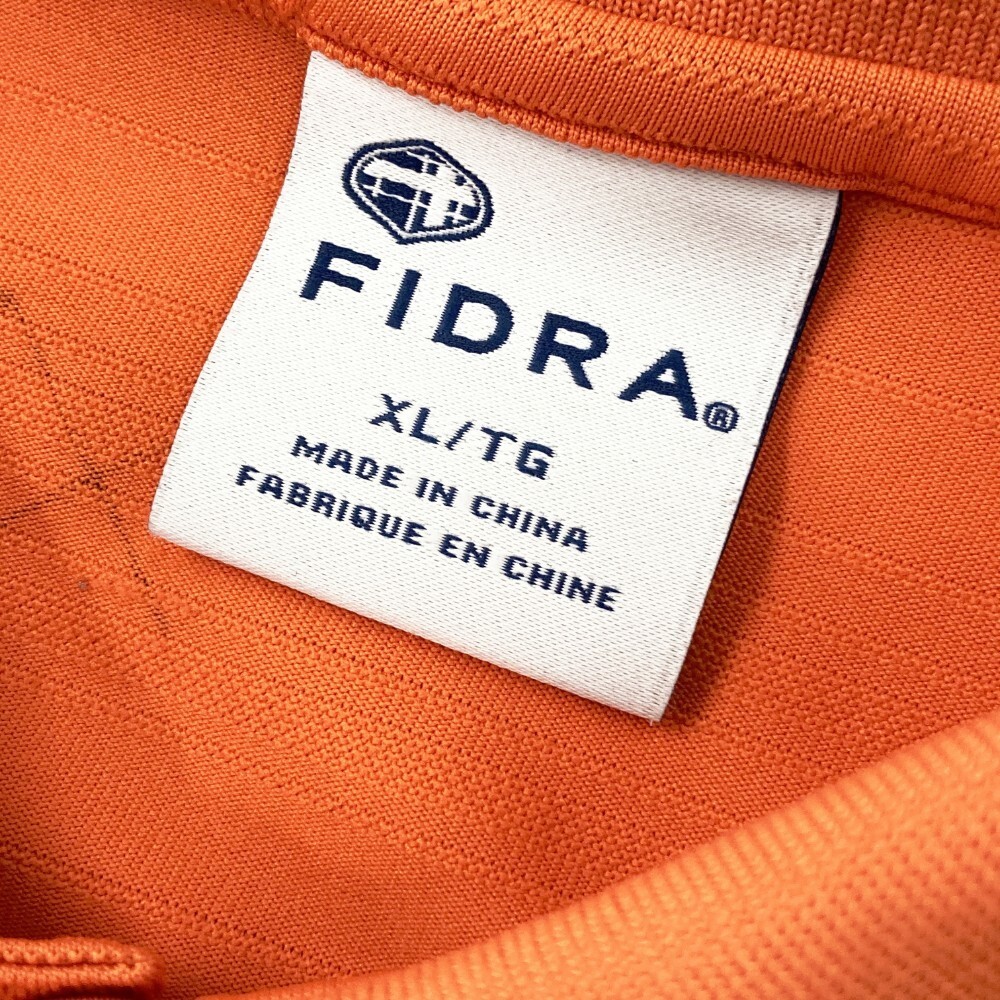 FIDRA®
XL/TG
MADE IN CHINA
FABRIQUE EN CHINE